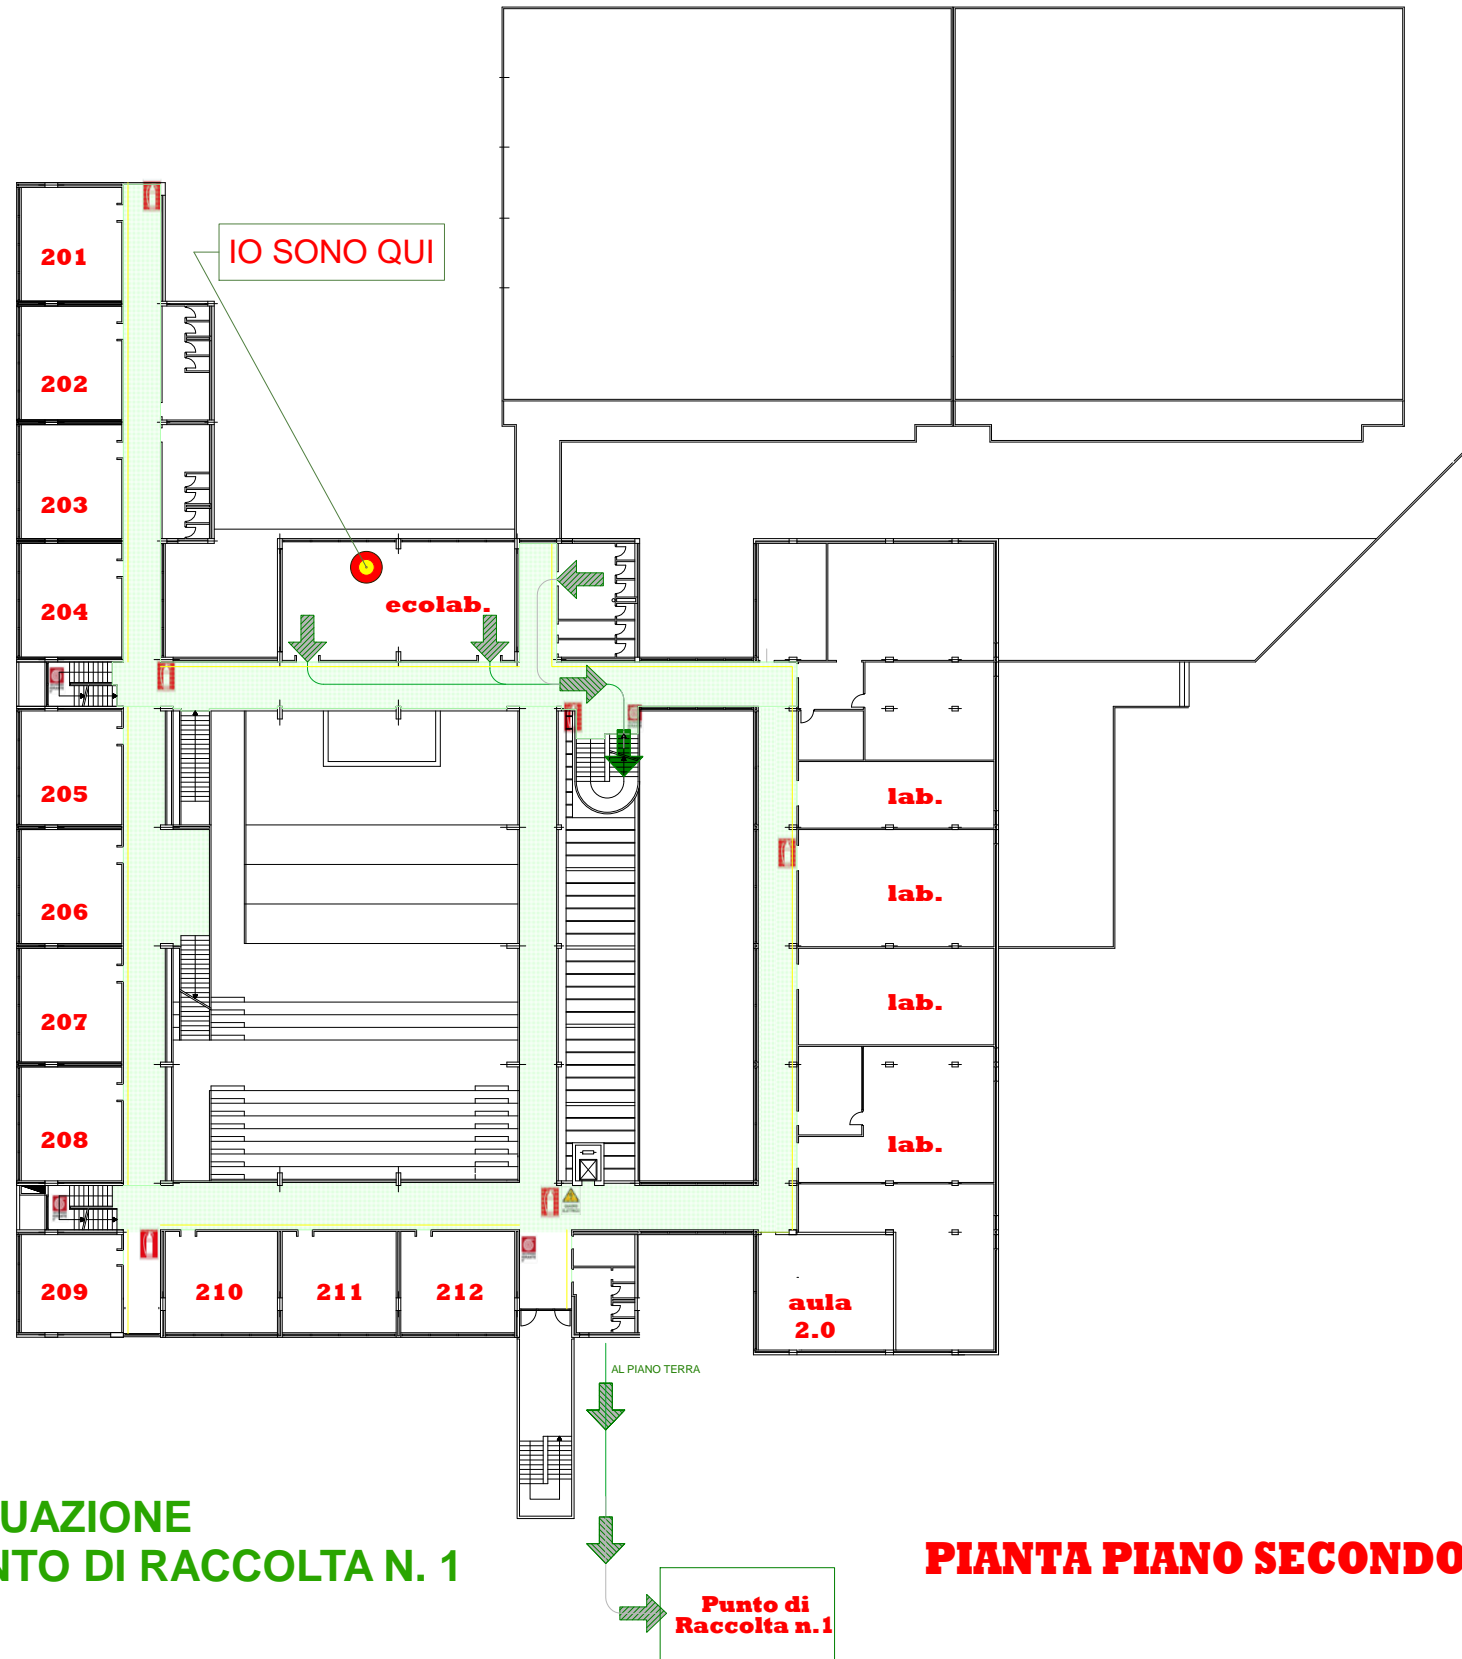 IO SONO QUI
201
202
203
204
ecolab.
205
206
207
208
209
210
211
212
lab.
lab.
lab.
lab.
aula
2.0
AL PIANO TERRA
UAZIONE
NTO DI RACCOLTA N. 1
PIANTA PIANO SECONDO
Punto di
Raccolta n.1